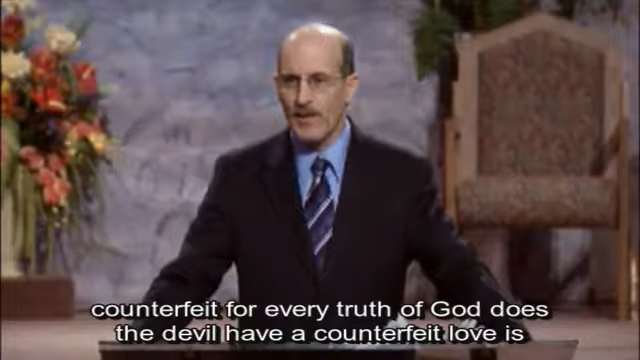 counterfeit for every truth of God does
the devil have a counterfeit love is